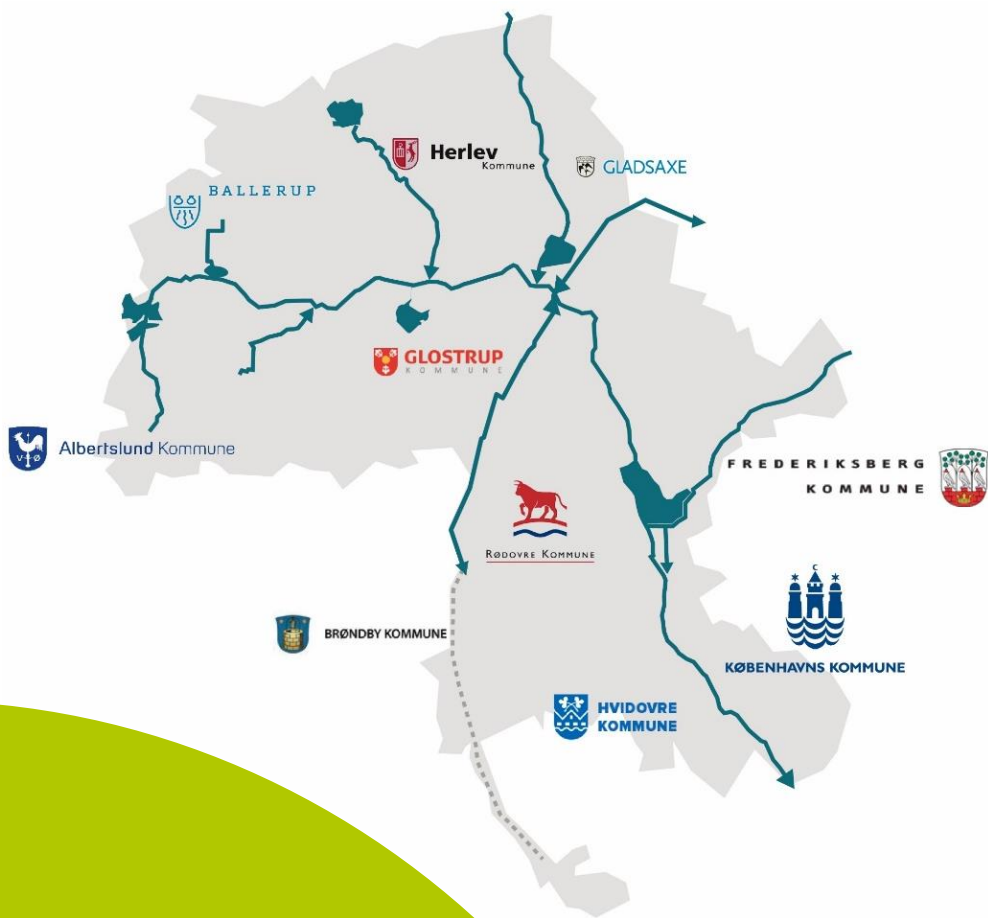 Herlev
Kommune
GLADSAXE
BALLERUP
GLOSTRUP
KOMMUNE
Albertslund Kommune
V Ø
FREDERIKSBERG
KOMMUNE
RØDOVRE KOMMUNE
BRØNDBY KOMMUNE
KØBENHAVNS KOMMUNE
HVIDOVRE
KOMMUNE